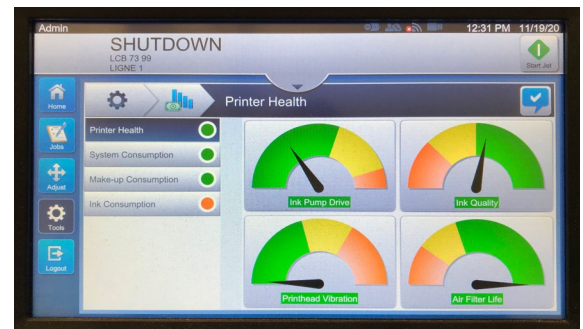 Admin
12:31 PM 11/19/20
SHUTDOWN
LCB 73 99
LIGNE 1
Start Jet
Home
Jobs
Adjust
Tools
Logout
Printer Health
Printer Health
System Consumption
Make-up Consumption
Ink Consumption
Ink Pump Drive
Ink Quality
Printhead Vibration
Air Filter Life